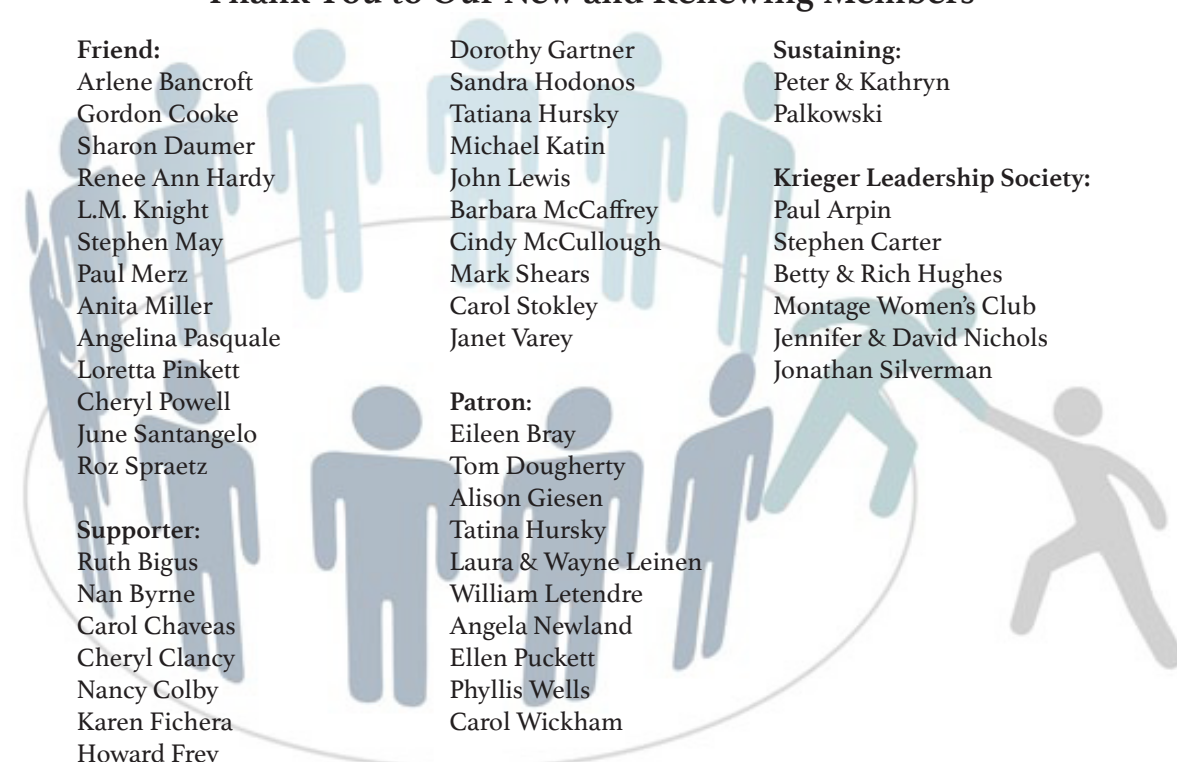 Thank You to Our New and Renewing Members
Friend:
Arlene Bancroft
Gordon Cooke
Sharon Daumer
Renee Ann Hardy
L.M. Knight
Stephen May
Paul Merz
Anita Miller
Angelina Pasquale
Loretta Pinkett
Cheryl Powell
June Santangelo
Roz Spraetz
Supporter:
Ruth Bigus
Nan Byrne
Carol Chaveas
Cheryl Clancy
Nancy Colby
Karen Fichera
Howard Frey
Dorothy Gartner
Sandra Hodonos
Tatiana Hursky
Michael Katin
John Lewis
Barbara McCaffrey
Cindy McCullough
Mark Shears
Carol Stokley
Janet Varey
Patron:
Eileen Bray
Tom Dougherty
Alison Giesen
Tatina Hursky
Laura & Wayne Leinen
William Letendre
Angela Newland
Ellen Puckett
Phyllis Wells
Carol Wickham
Sustaining:
Peter & Kathryn
Palkowski
Krieger Leadership Society:
Paul Arpin
Stephen Carter
Betty & Rich Hughes
Montage Women's Club
Jennifer & David Nichols
Jonathan Silverman